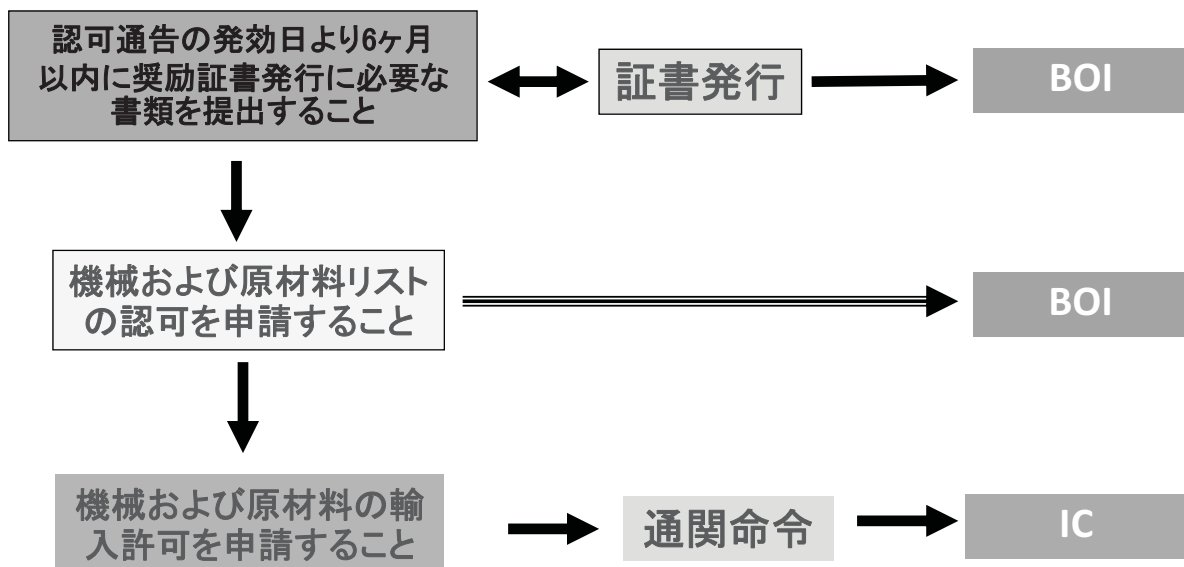 認可通告の発効日より6ヶ月
以内に奨励証書発行に必要な
書類を提出すること
証書発行
BOI
機械および原材料リスト
の認可を申請すること
BOI
機械および原材料の輸
入許可を申請すること
通関命令
IC